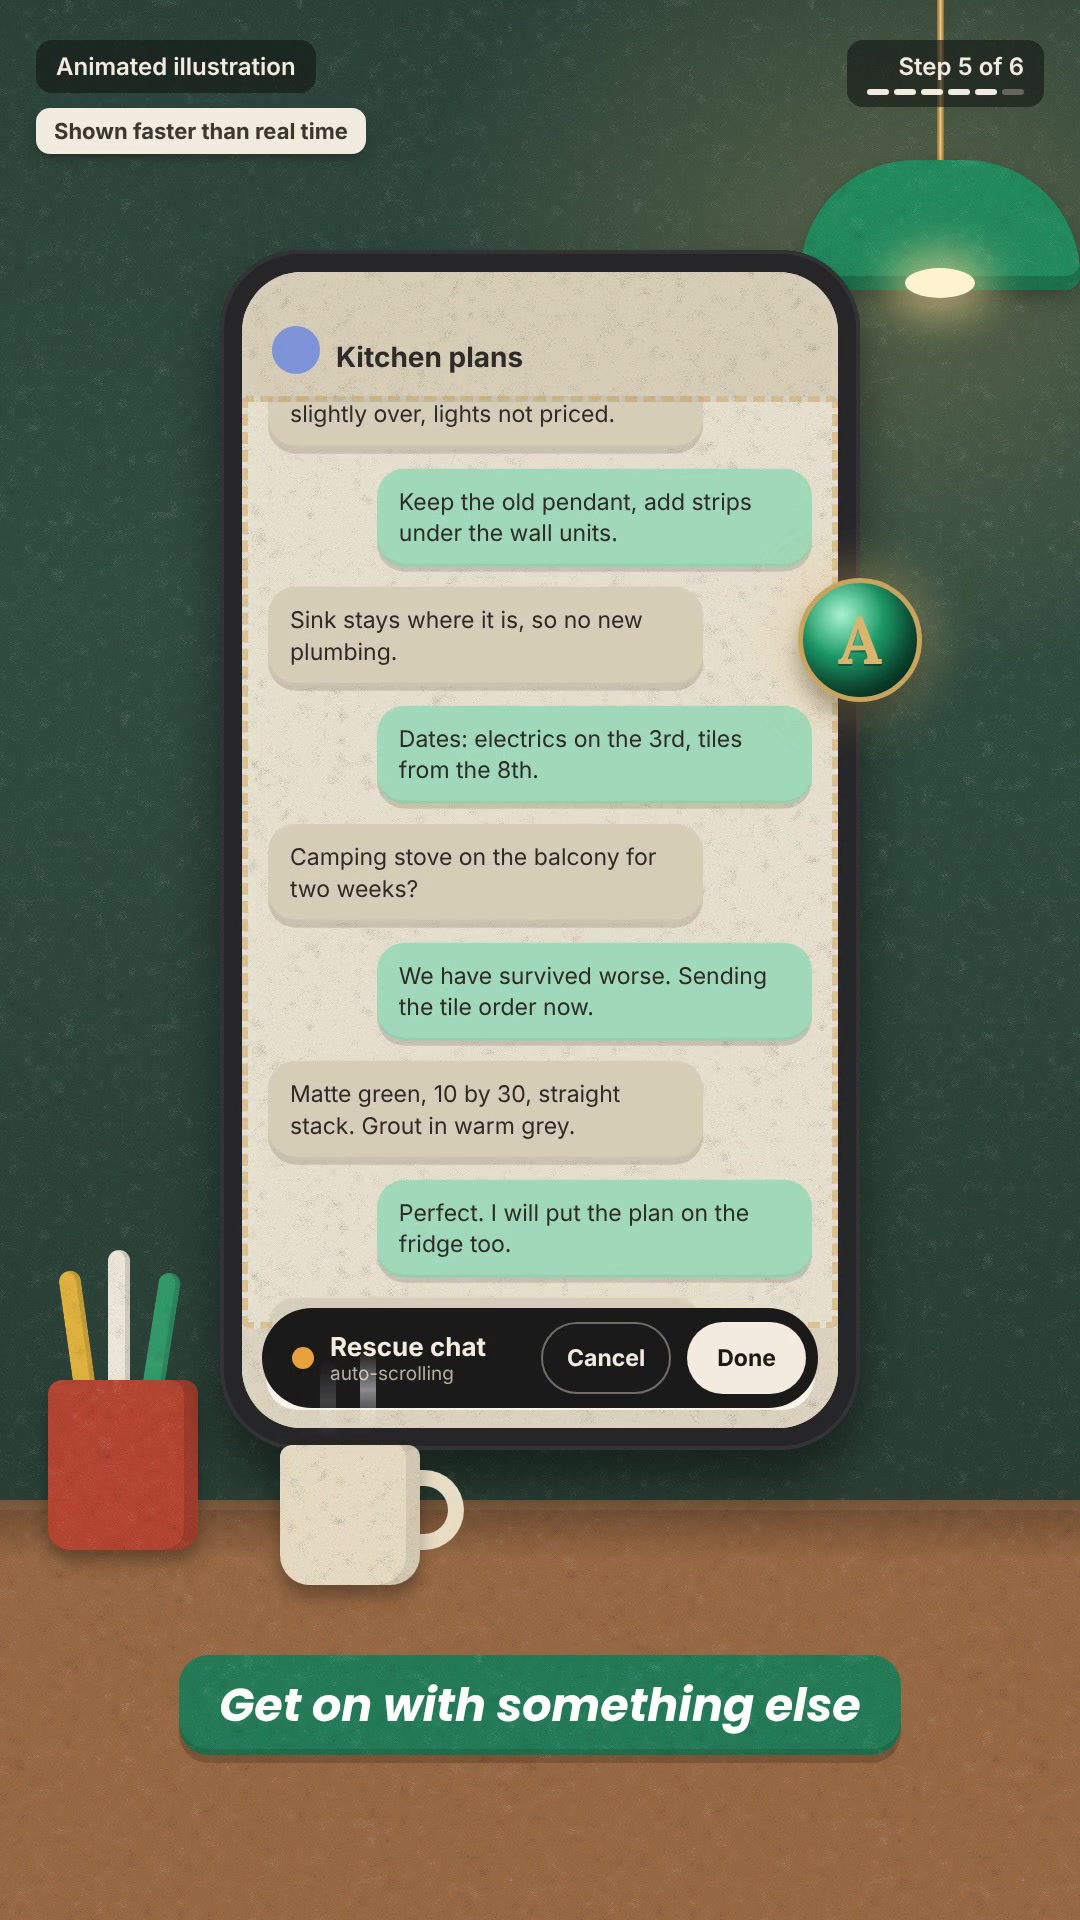 Animated illustration
Step 5 of 6
Shown faster than real time
Kitchen plans
slightly over, lights not priced.
Keep the old pendant, add strips
under the wall units.
Sink stays where it is, so no new
plumbing.
A
Dates: electrics on the 3rd, tiles
from the 8th.
Camping stove on the balcony for
two weeks?
We have survived worse. Sending
the tile order now.
Matte green, 10 by 30, straight
stack. Grout in warm grey.
Perfect. I will put the plan on the
fridge too.
Rescue chat
auto-scrolling
Cancel
Done
Get on with something else